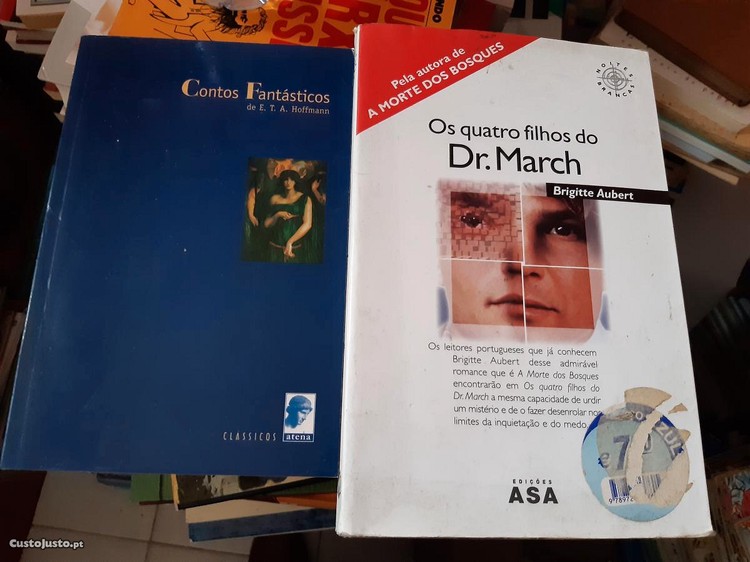 Contos Fantásticos
de E. T. A. Hoffmann
CLÁSSICOS
atena
Pela autora de
A MORTE DOS BOSQUES
NOITES BRANCAS
Os quatro filhos do
Dr. March
Brigitte Aubert
Os leitores portugueses que já conhecem
Brigitte Aubert desse admirável
romance que é A Morte dos Bosques
encontrarão em Os quatro filhos do
Dr. March a mesma capacidade de urdir
um mistério e de o fazer desenrolar nos
limites da inquietação e do medo.
EDIÇÕES
ASA
AZUL
9 78972
CustoJusto.pt